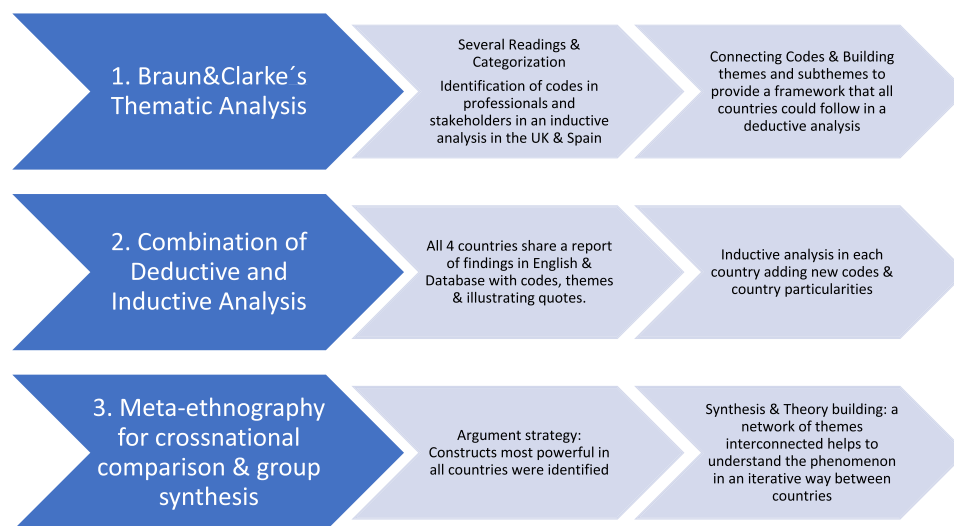 1. Braun&Clarke´s
Thematic Analysis
Several Readings &
Categorization
Identification of codes in
professionals and
stakeholders in an inductive
analysis in the UK & Spain
Connecting Codes & Building
themes and subthemes to
provide a framework that all
countries could follow in a
deductive analysis
2. Combination of
Deductive and
Inductive Analysis
All 4 countries share a report
of findings in English &
Database with codes, themes
& illustrating quotes.
Inductive analysis in each
country adding new codes &
country particularities
3. Meta-ethnography
for crossnational
comparison & group
synthesis
Argument strategy:
Constructs most powerful in
all countries were identified
Synthesis & Theory building: a
network of themes
interconnected helps to
understand the phenomenon
in an iterative way between
countries